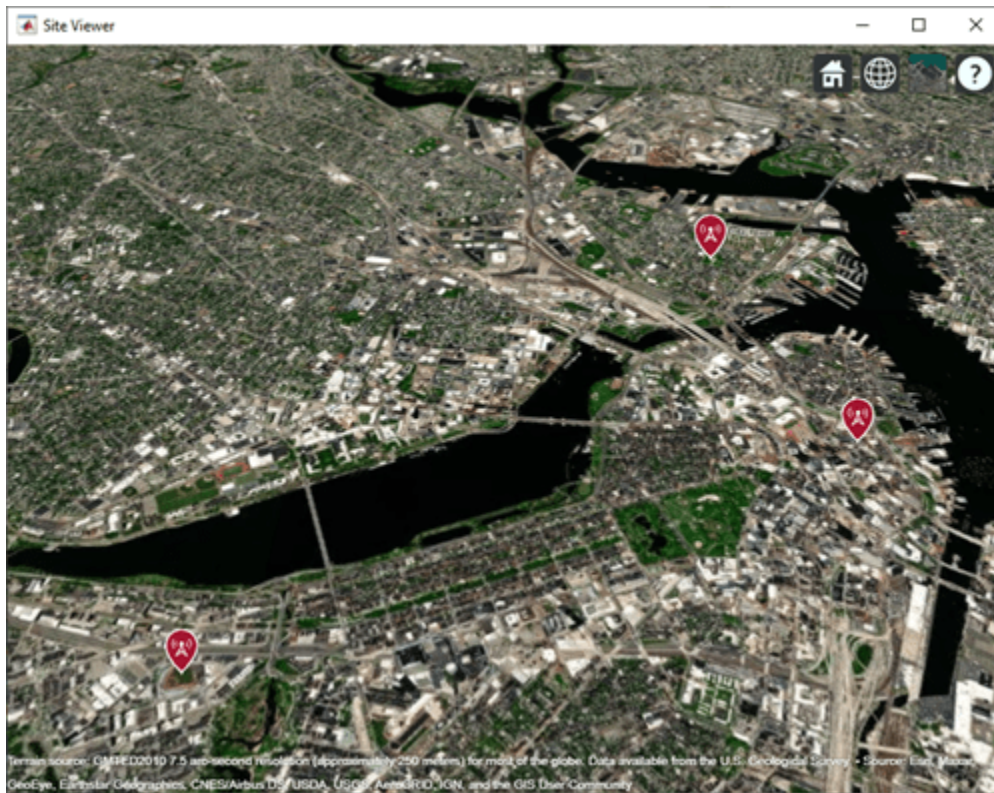 Site Viewer
?
Terrain source: GMTED2010 7.5 arc-second resolution (approximately 250 meters) for most of the globe. Data available from the U.S. Geological Survey. • Source: Esri, Maxar,
GeoEye, Earthstar Geographics, CNES/Airbus DS, USDA, USGS, AeroGRID, IGN, and the GIS User Community